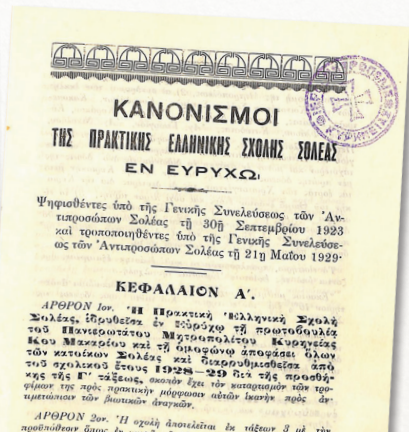 ΚΑΝΟΝΙΣΜΟΙ
ΤΗΣ ΠΡΑΚΤΙΚΗΣ ΕΛΛΗΝΙΚΗΣ ΣΧΟΛΗΣ ΣΟΛΕΑΣ
ΕΝ ΕΥΡΥΧΩͺ
Ψηφισθέντες ὑπὸ τῆς Γενικῆς Συνελεύσεως τῶν Ἀν-
τιπροσώπων Σολέας τῇ 30ῇ Σεπτεμβρίου 1923
καὶ τροποποιηθέντες ὑπὸ τῆς Γενικῆς Συνελεύσε-
ως τῶν Ἀντιπροσώπων Σολέας τῇ 21ῃ Μαΐου 1929·
ΚΕΦΑΛΑΙΟΝ Α΄.
ΑΡΘΡΟΝ 1ον. Ἡ Πρακτικὴ Ἑλληνικὴ Σχολὴ
Σολέας, ἱδρυθεῖσα ἐν Εὐρύχῳ τῇ πρωτοβουλίᾳ
τοῦ Πανιερωτάτου Μητροπολίτου Κυρηνείας
Κου Μακαρίου καὶ τῇ ὁμοφώνῳ ἀποφάσει ὅλων
τῶν κατοίκων Σολέας καὶ διαρρυθμισθεῖσα ἀπὸ
τοῦ σχολικοῦ ἔτους 1928—29 διὰ τῆς προσθή-
κης τῆς Γ΄ τάξεως, σκοπὸν ἔχει τὸν καταρτισμὸν τῶν τρο-
φίμων της πρὸς πρακτικὴν μόρφωσιν αὐτῶν ἱκανὴν πρὸς ἀν-
τιμετώπισιν τῶν βιωτικῶν ἀναγκῶν.
ΑΡΘΡΟΝ 2ον. Ἡ σχολὴ ἀποτελεῖται ἐκ τάξεων 3 μὲ τὴν
προϋπόθεσιν ὅπως